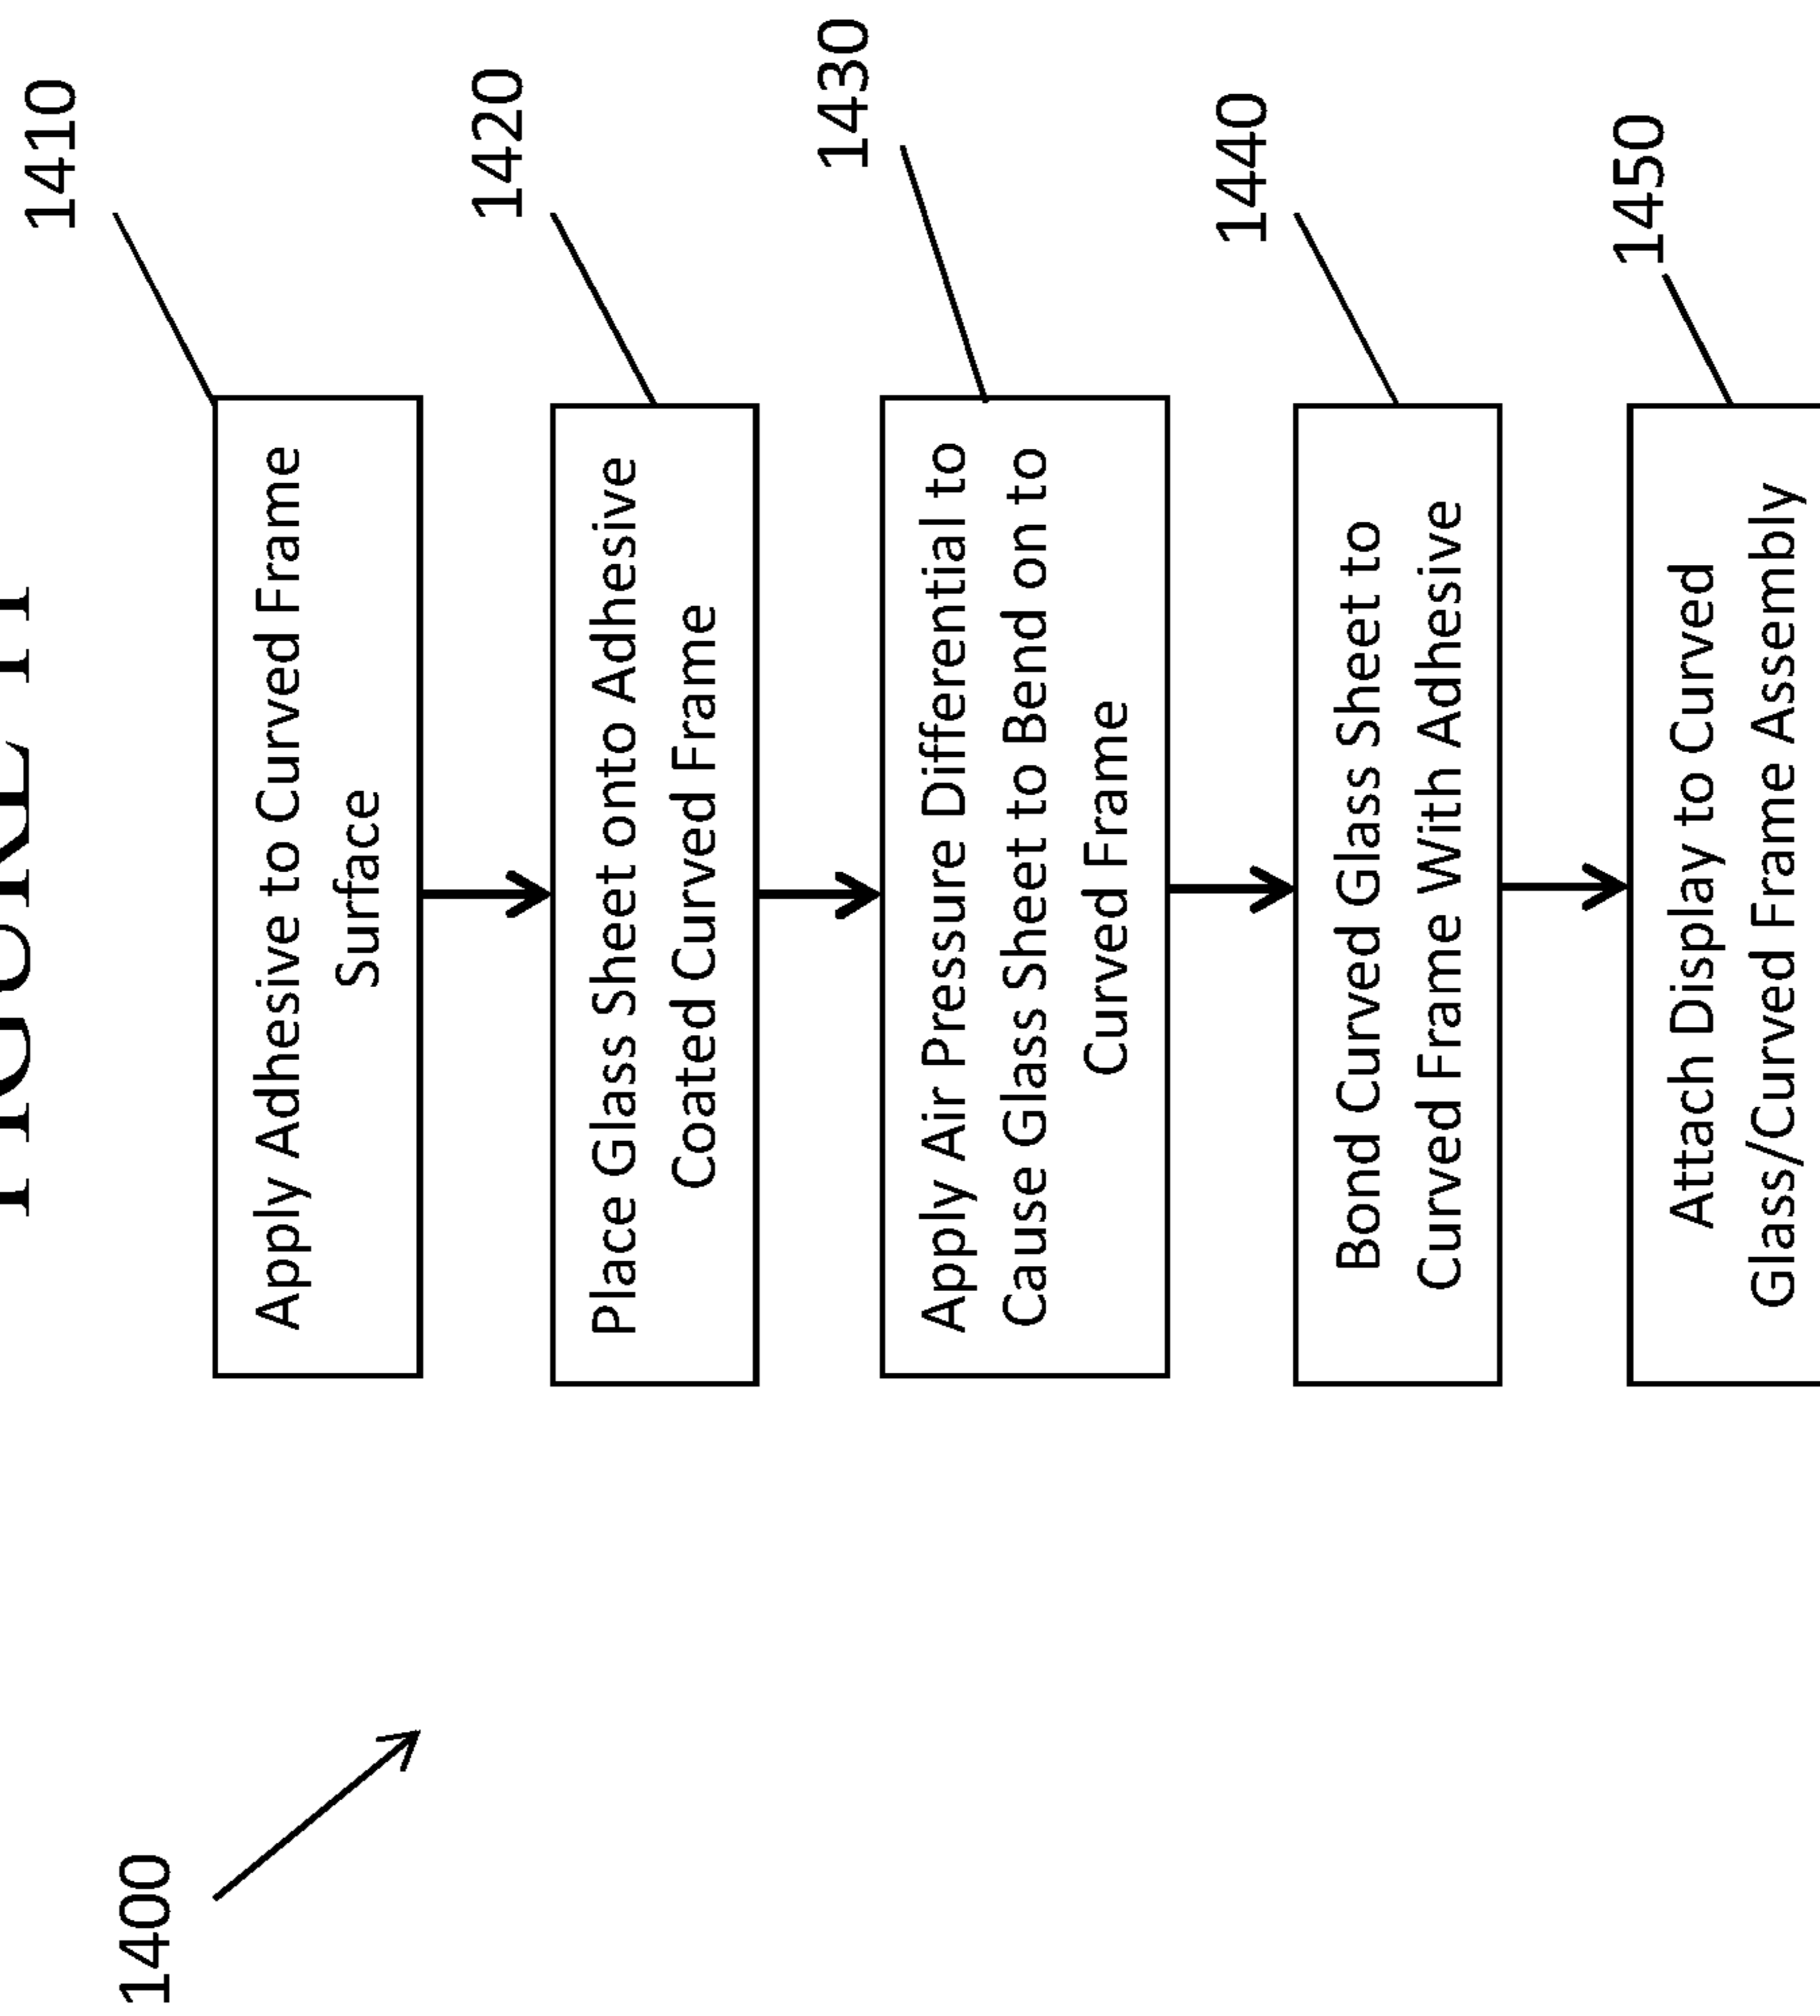 FIGURE
1400
1410
Apply Adhesive to Curved Frame
Surface
1420
Place Glass Sheet onto Adhesive
Coated Curved Frame
1430
Apply Air Pressure Differential to
Cause Glass Sheet to Bend on to
Curved Frame
1440
Bond Curved Glass Sheet to
Curved Frame With Adhesive
1450
Attach Display to Curved
Glass/Curved Frame Assembly